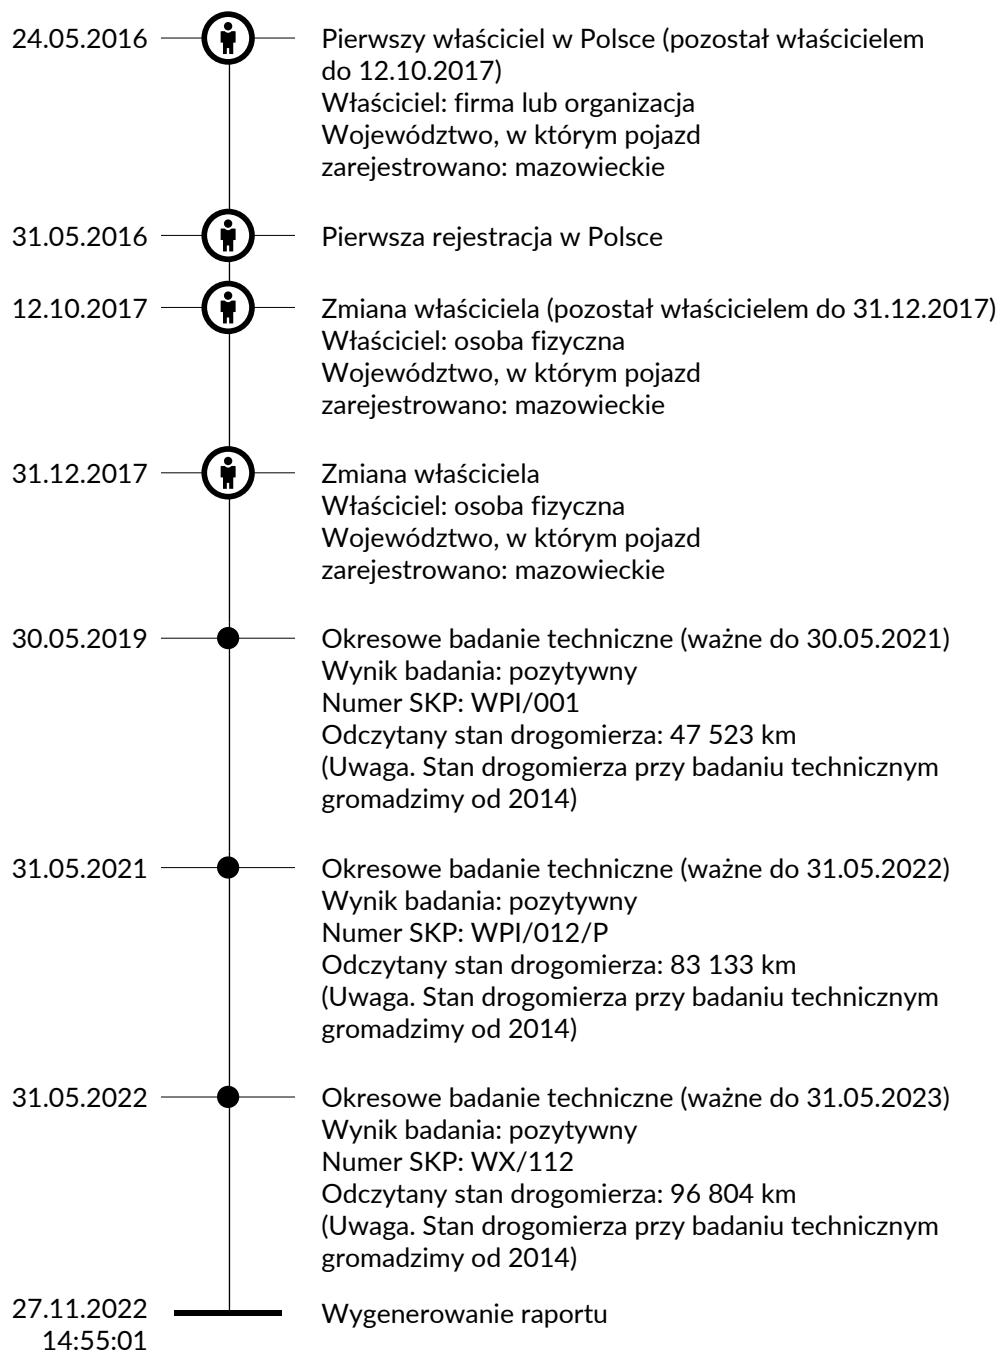 24.05.2016
Pierwszy właściciel w Polsce (pozostał właścicielem
do 12.10.2017)
Właściciel: firma lub organizacja
Województwo, w którym pojazd
zarejestrowano: mazowieckie
31.05.2016
Pierwsza rejestracja w Polsce
12.10.2017
Zmiana właściciela (pozostał właścicielem do 31.12.2017)
Właściciel: osoba fizyczna
Województwo, w którym pojazd
zarejestrowano: mazowieckie
31.12.2017
Zmiana właściciela
Właściciel: osoba fizyczna
Województwo, w którym pojazd
zarejestrowano: mazowieckie
30.05.2019
Okresowe badanie techniczne (ważne do 30.05.2021)
Wynik badania: pozytywny
Numer SKP: WPI/001
Odczytany stan drogomierza: 47 523 km
(Uwaga. Stan drogomierza przy badaniu technicznym
gromadzimy od 2014)
31.05.2021
Okresowe badanie techniczne (ważne do 31.05.2022)
Wynik badania: pozytywny
Numer SKP: WPI/012/P
Odczytany stan drogomierza: 83 133 km
(Uwaga. Stan drogomierza przy badaniu technicznym
gromadzimy od 2014)
31.05.2022
Okresowe badanie techniczne (ważne do 31.05.2023)
Wynik badania: pozytywny
Numer SKP: WX/112
Odczytany stan drogomierza: 96 804 km
(Uwaga. Stan drogomierza przy badaniu technicznym
gromadzimy od 2014)
27.11.2022
14:55:01
Wygenerowanie raportu